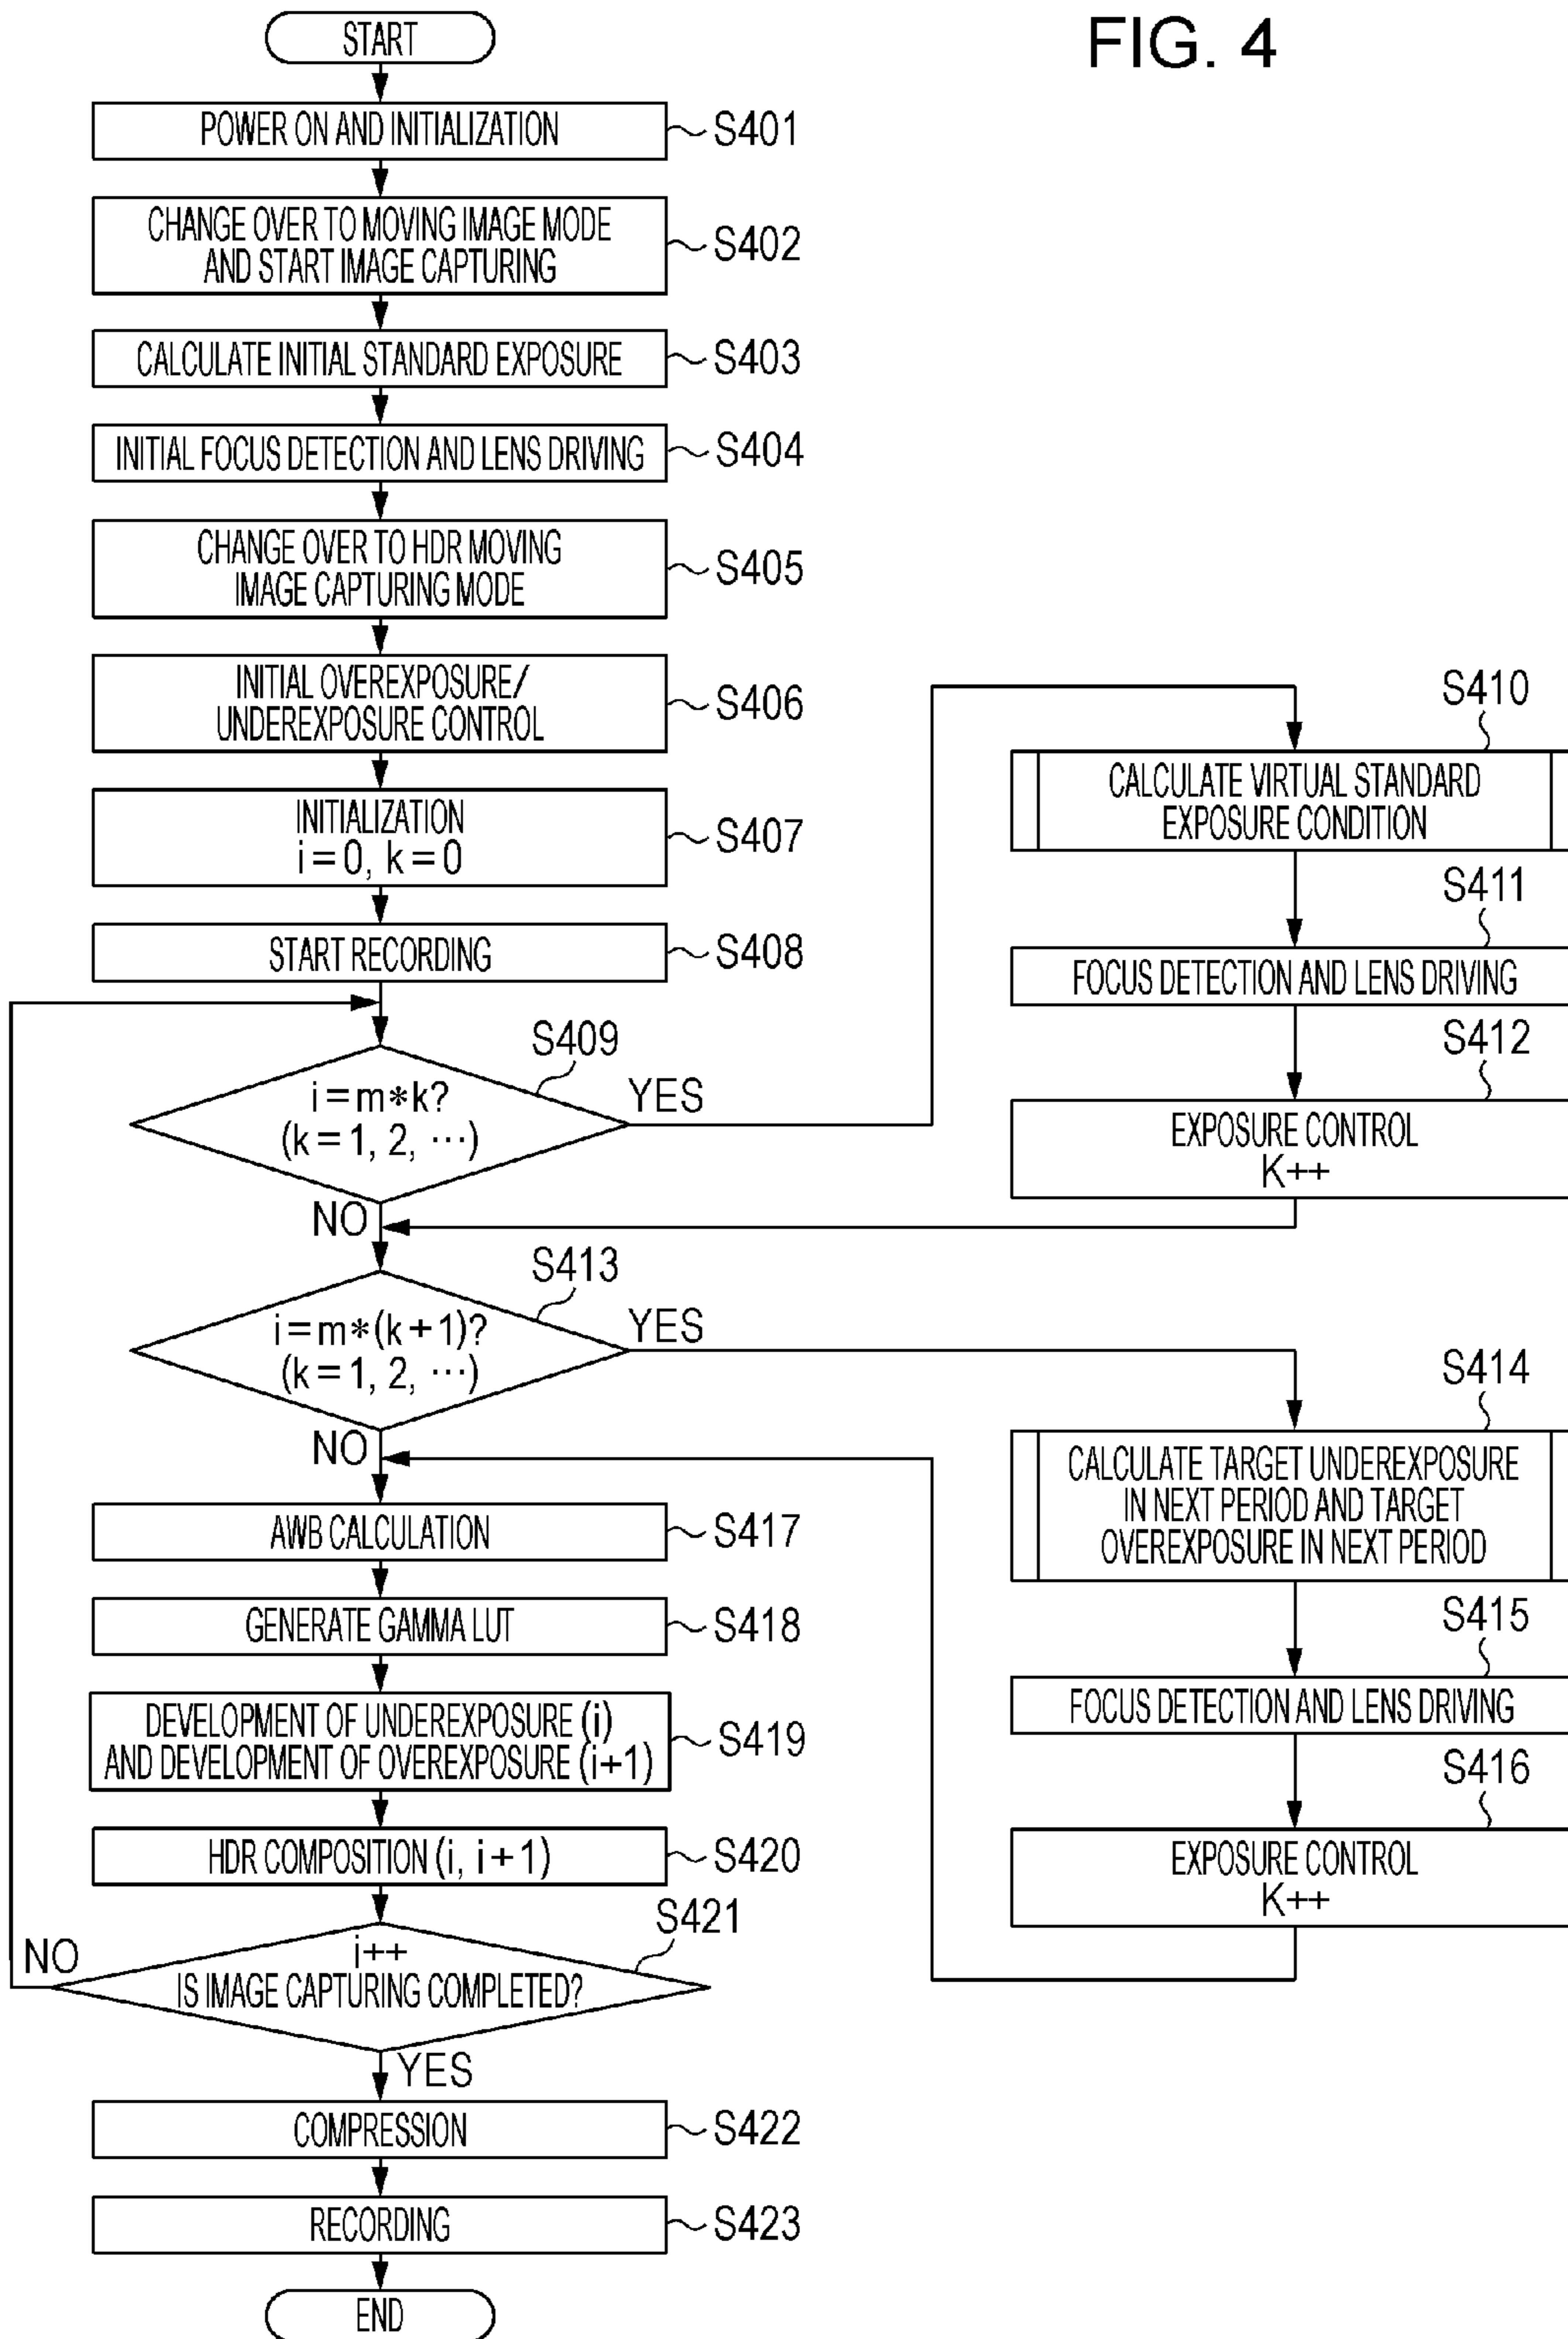 FIG. 4
START
POWER ON AND INITIALIZATION
S401
CHANGE OVER TO MOVING IMAGE MODE
AND START IMAGE CAPTURING
S402
CALCULATE INITIAL STANDARD EXPOSURE
S403
INITIAL FOCUS DETECTION AND LENS DRIVING
S404
CHANGE OVER TO HDR MOVING
IMAGE CAPTURING MODE
S405
INITIAL OVEREXPOSURE/
UNDEREXPOSURE CONTROL
S406
INITIALIZATION
i=0, k=0
S407
START RECORDING
S408
S409
i=m*k?
(k=1, 2, ···)
YES
NO
S410
CALCULATE VIRTUAL STANDARD
EXPOSURE CONDITION
S411
FOCUS DETECTION AND LENS DRIVING
S412
EXPOSURE CONTROL
K++
S413
i=m*(k+1)?
(k=1, 2, ···)
YES
NO
S414
CALCULATE TARGET UNDEREXPOSURE
IN NEXT PERIOD AND TARGET
OVEREXPOSURE IN NEXT PERIOD
S415
FOCUS DETECTION AND LENS DRIVING
S416
EXPOSURE CONTROL
K++
AWB CALCULATION
S417
GENERATE GAMMA LUT
S418
DEVELOPMENT OF UNDEREXPOSURE (i)
AND DEVELOPMENT OF OVEREXPOSURE (i+1)
S419
HDR COMPOSITION (i, i+1)
S420
S421
i++
IS IMAGE CAPTURING COMPLETED?
NO
YES
COMPRESSION
S422
RECORDING
S423
END